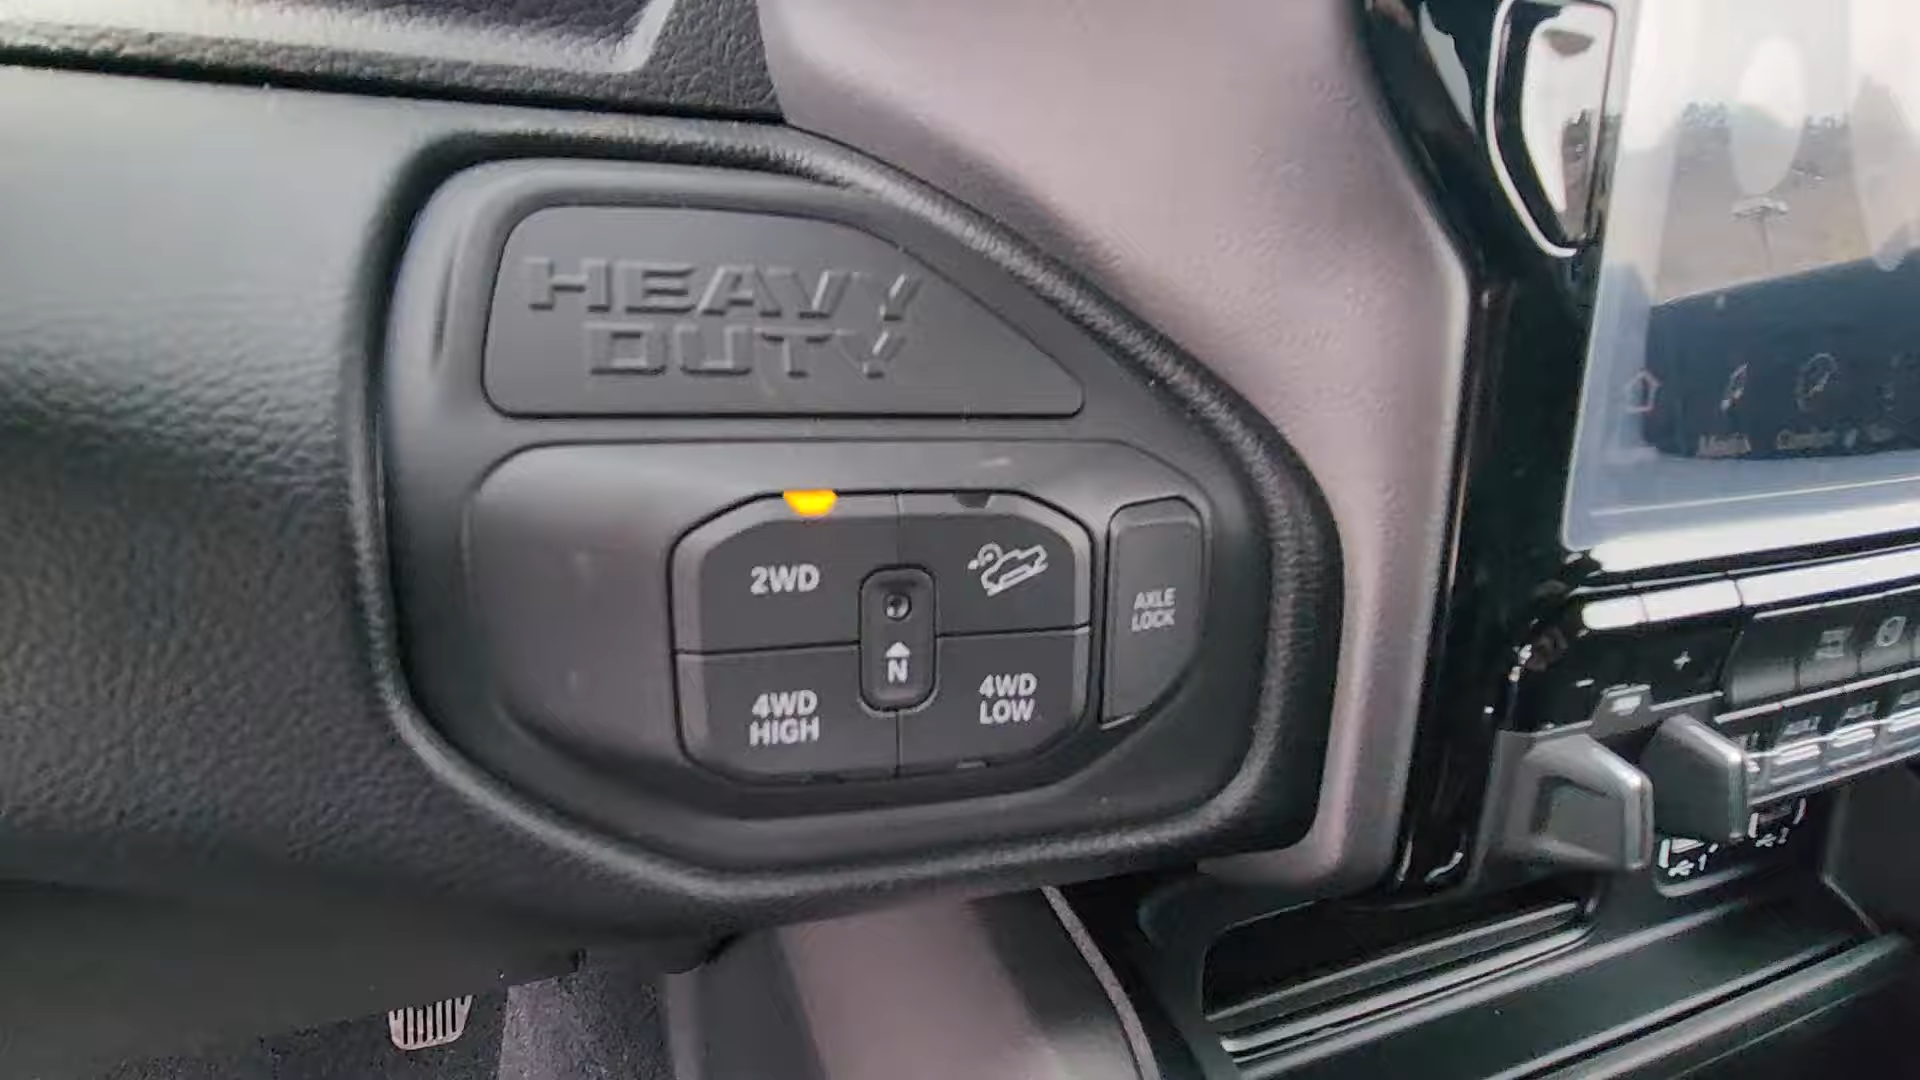 HEAVY
DUTY
2WD
AXLE
LOCK
N
4WD
HIGH
4WD
LOW
Media
Comfort
- +